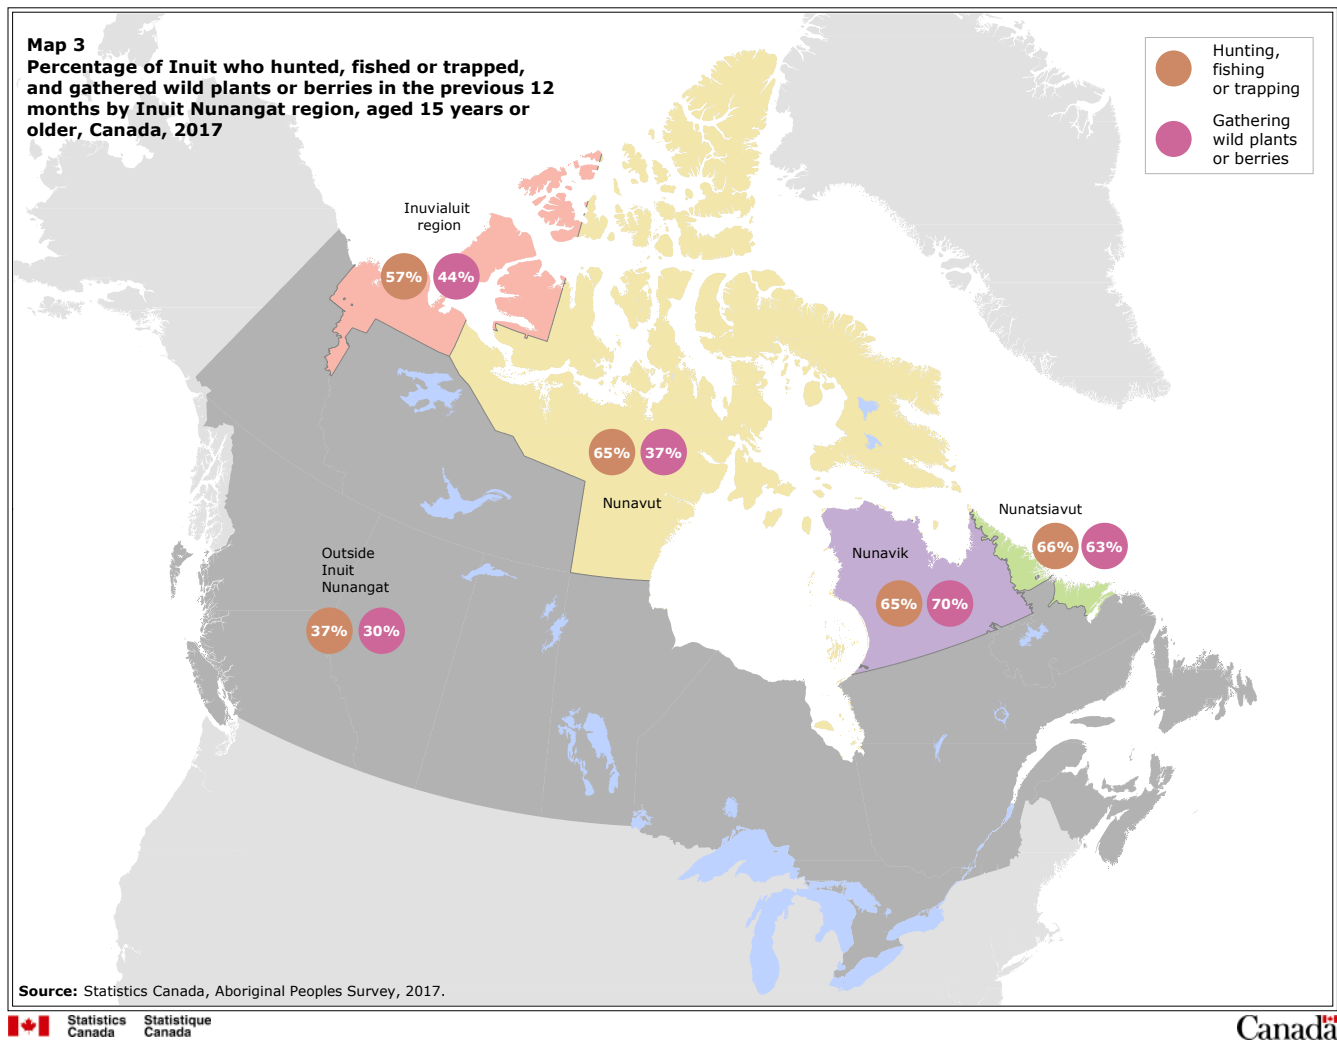 Map 3
Percentage of Inuit who hunted, fished or trapped,
and gathered wild plants or berries in the previous 12
months by Inuit Nunangat region, aged 15 years or
older, Canada, 2017
Hunting,
fishing
or trapping
Gathering
wild plants
or berries
Inuvialuit
region
57% 44%
65% 37%
Nunavut
Nunatsiavut
66% 63%
Nunavik
65% 70%
Outside
Inuit
Nunangat
37% 30%
Source: Statistics Canada, Aboriginal Peoples Survey, 2017.
Statistics
Canada
Statistique
Canada
Canada